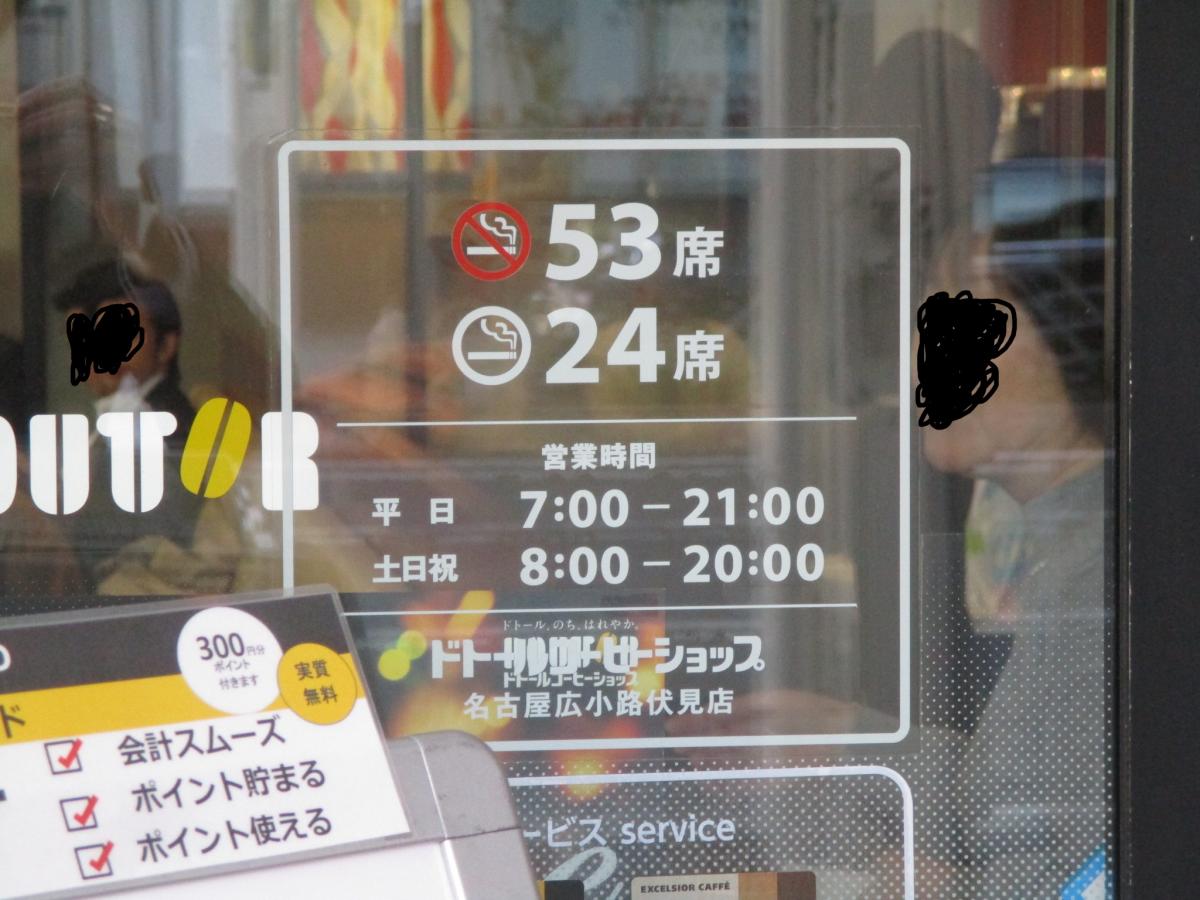 53席
24席
営業時間
平日 7:00－21:00
土日祝 8:00－20:00
ドトール、のち、はれやか。
ドトールコーヒーショップ
ドトールコーヒーショップ
名古屋広小路伏見店
OUTOR
300円分
ポイント
付きます
実質
無料
ド
会計スムーズ
ポイント貯まる
ポイント使える
ービス service
EXCELSIOR CAFFÉ